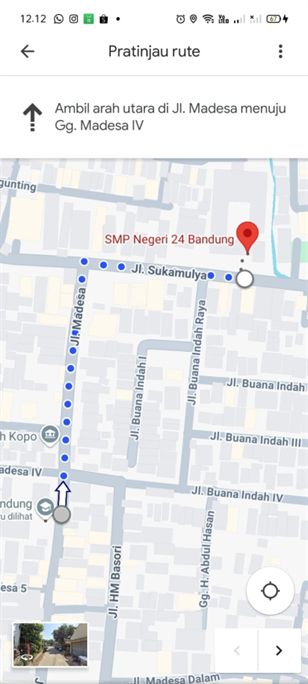 12.12
67
Pratinjau rute
Ambil arah utara di Jl. Madesa menuju
Gg. Madesa IV
gunting
SMP Negeri 24 Bandung
Jl. Sukamulya
Jl. Madesa
Jl. Buana Indah Raya
Jl. Buana Indah I
Jl. Buana Indah
h Kopo
Jl. Buana Indah III
adesa IV
Jl. Buana Indah IV
ndung
u dilihat
Jl. HM Basori
Gg. H. Abdul Hasan
esa 5
Jl. Madesa Dalam